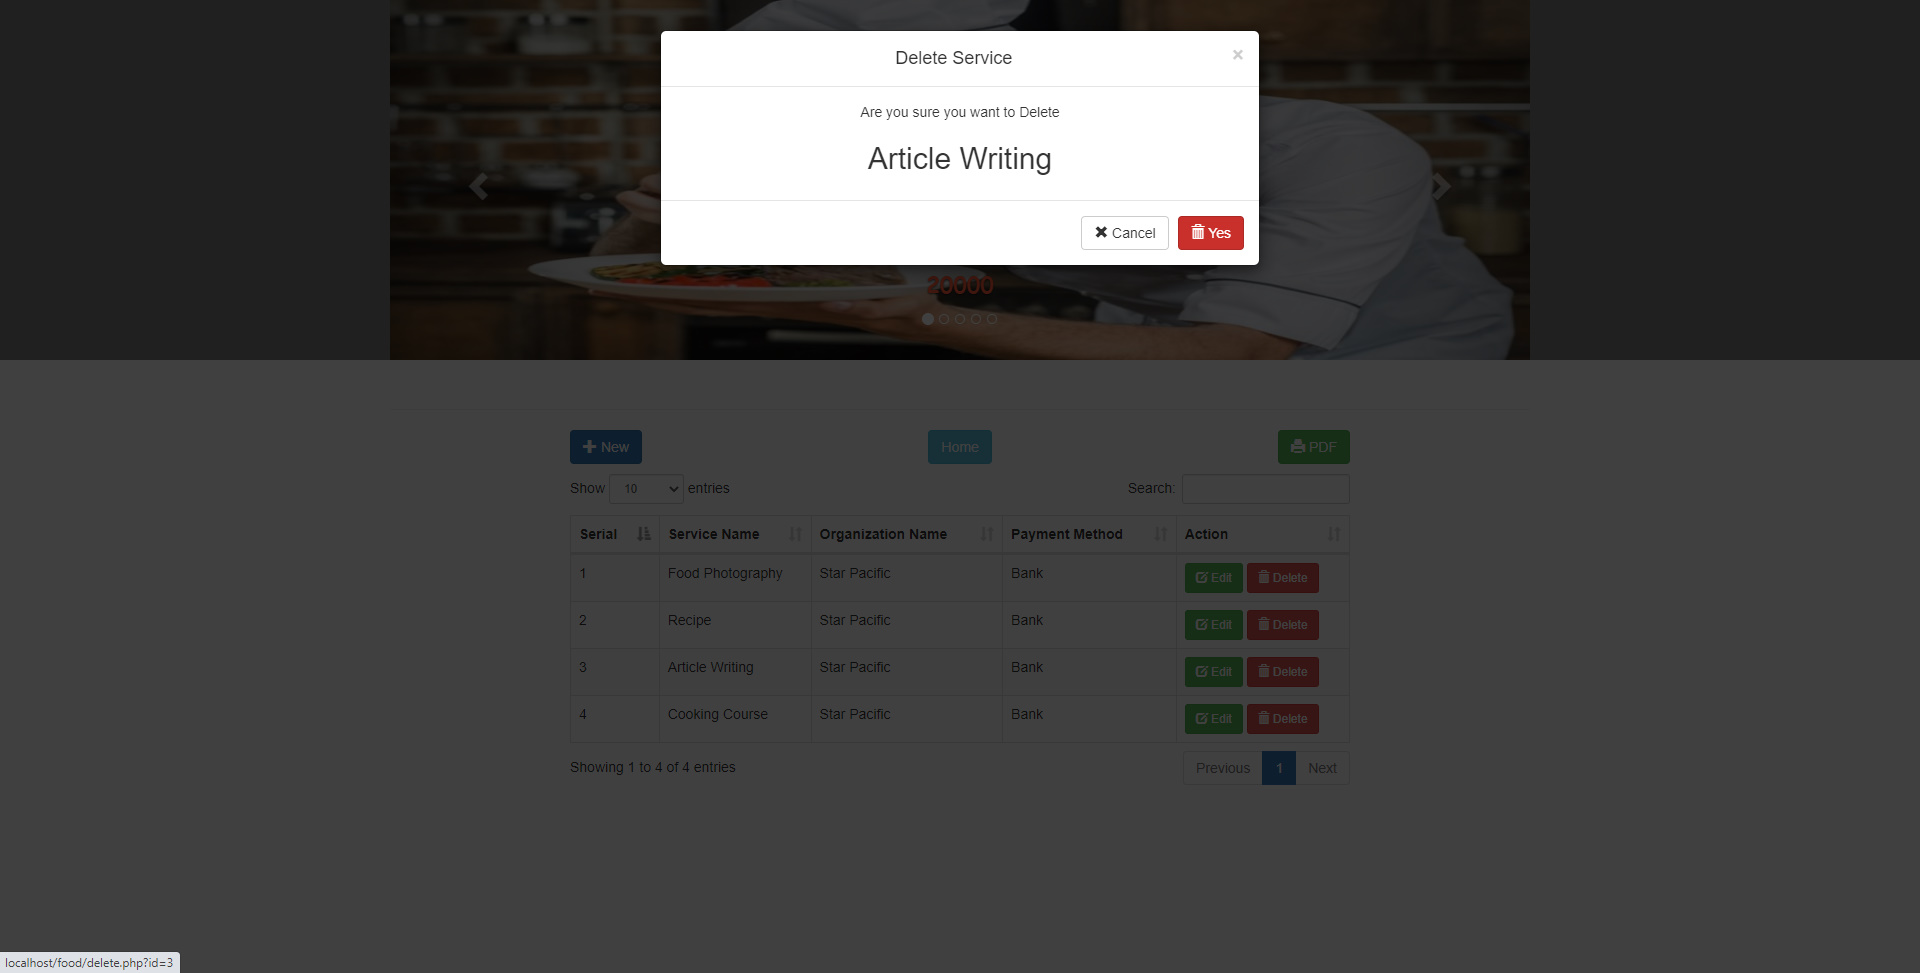 Delete Service ×
Are you sure you want to Delete
Article Writing
Cancel Yes
20000
New Home PDF
Show 10 entries Search:
Serial Service Name Organization Name Payment Method Action
1 Food Photography Star Pacific Bank Edit Delete
2 Recipe Star Pacific Bank Edit Delete
3 Article Writing Star Pacific Bank Edit Delete
4 Cooking Course Star Pacific Bank Edit Delete
Showing 1 to 4 of 4 entries Previous 1 Next
localhost/food/delete.php?id=3